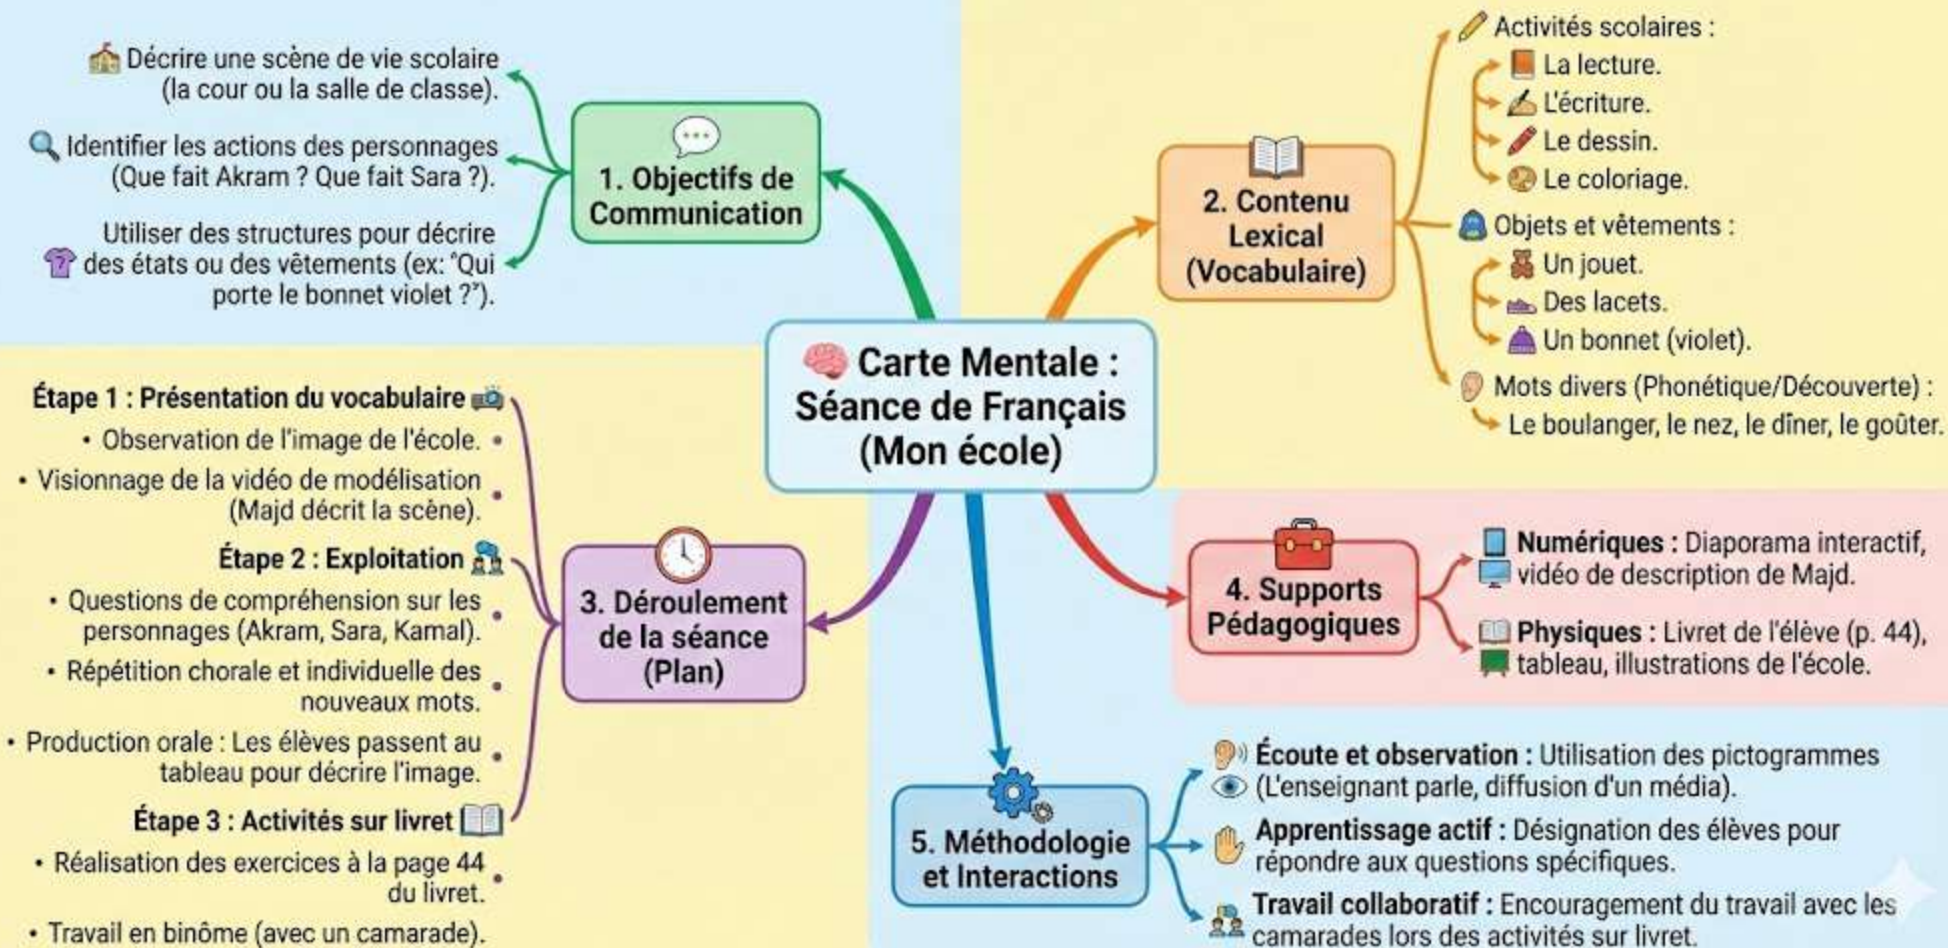 🧠 Carte Mentale :
Séance de Français
(Mon école)
1. Objectifs de
Communication
Décrire une scène de vie scolaire
(la cour ou la salle de classe).
Identifier les actions des personnages
(Que fait Akram ? Que fait Sara ?).
Utiliser des structures pour décrire
des états ou des vêtements (ex: "Qui
porte le bonnet violet ?").
2. Contenu
Lexical
(Vocabulaire)
Activités scolaires :
La lecture.
L'écriture.
Le dessin.
Le coloriage.
Objets et vêtements :
Un jouet.
Des lacets.
Un bonnet (violet).
Mots divers (Phonétique/Découverte) :
Le boulanger, le nez, le dîner, le goûter.
3. Déroulement
de la séance
(Plan)
Étape 1 : Présentation du vocabulaire
• Observation de l'image de l'école.
• Visionnage de la vidéo de modélisation
(Majd décrit la scène).
Étape 2 : Exploitation
• Questions de compréhension sur les
personnages (Akram, Sara, Kamal).
• Répétition chorale et individuelle des
nouveaux mots.
• Production orale : Les élèves passent au
tableau pour décrire l'image.
Étape 3 : Activités sur livret
• Réalisation des exercices à la page 44
du livret.
• Travail en binôme (avec un camarade).
4. Supports
Pédagogiques
Numériques : Diaporama interactif,
vidéo de description de Majd.
Physiques : Livret de l'élève (p. 44),
tableau, illustrations de l'école.
5. Méthodologie
et Interactions
Écoute et observation : Utilisation des pictogrammes
(L'enseignant parle, diffusion d'un média).
Apprentissage actif : Désignation des élèves pour
répondre aux questions spécifiques.
Travail collaboratif : Encouragement du travail avec les
camarades lors des activités sur livret.